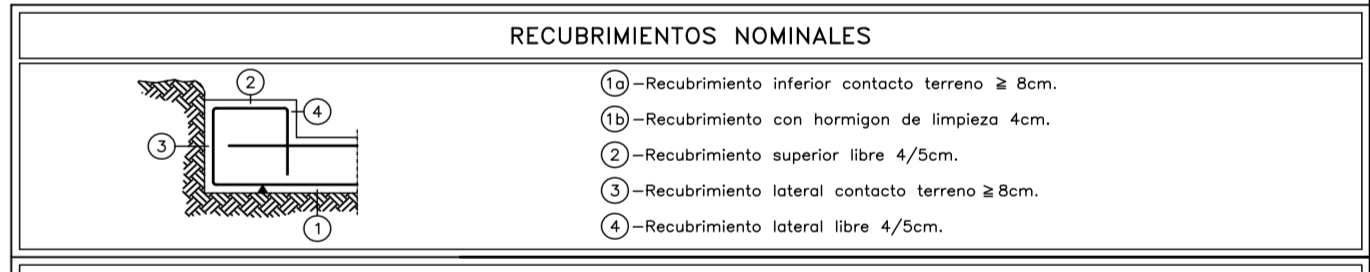 RECUBRIMIENTOS NOMINALES
2
4
3
1
1a-Recubrimiento inferior contacto terreno ≧ 8cm.
1b-Recubrimiento con hormigon de limpieza 4cm.
2-Recubrimiento superior libre 4/5cm.
3-Recubrimiento lateral contacto terreno ≧ 8cm.
4-Recubrimiento lateral libre 4/5cm.